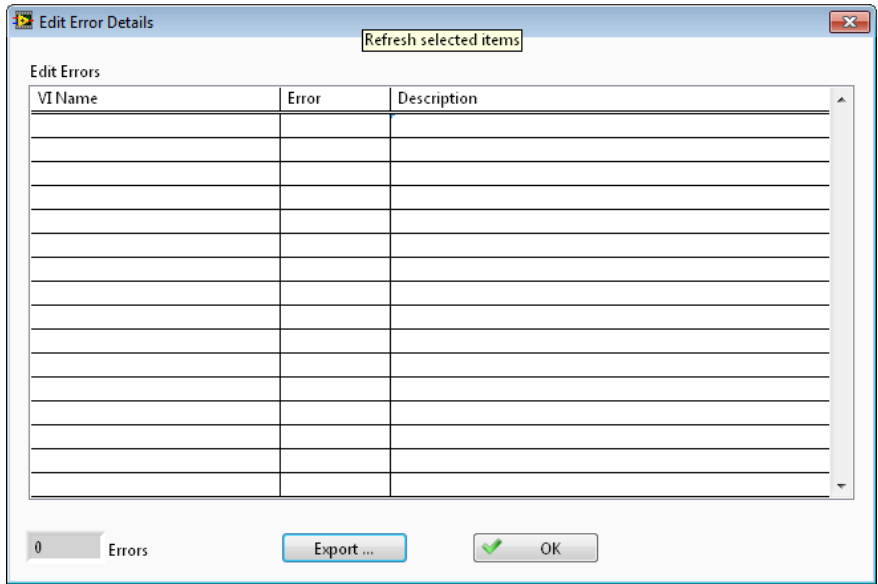 Edit Error Details
Refresh selected items
Edit Errors
VI Name Error Description
0 Errors Export ... OK